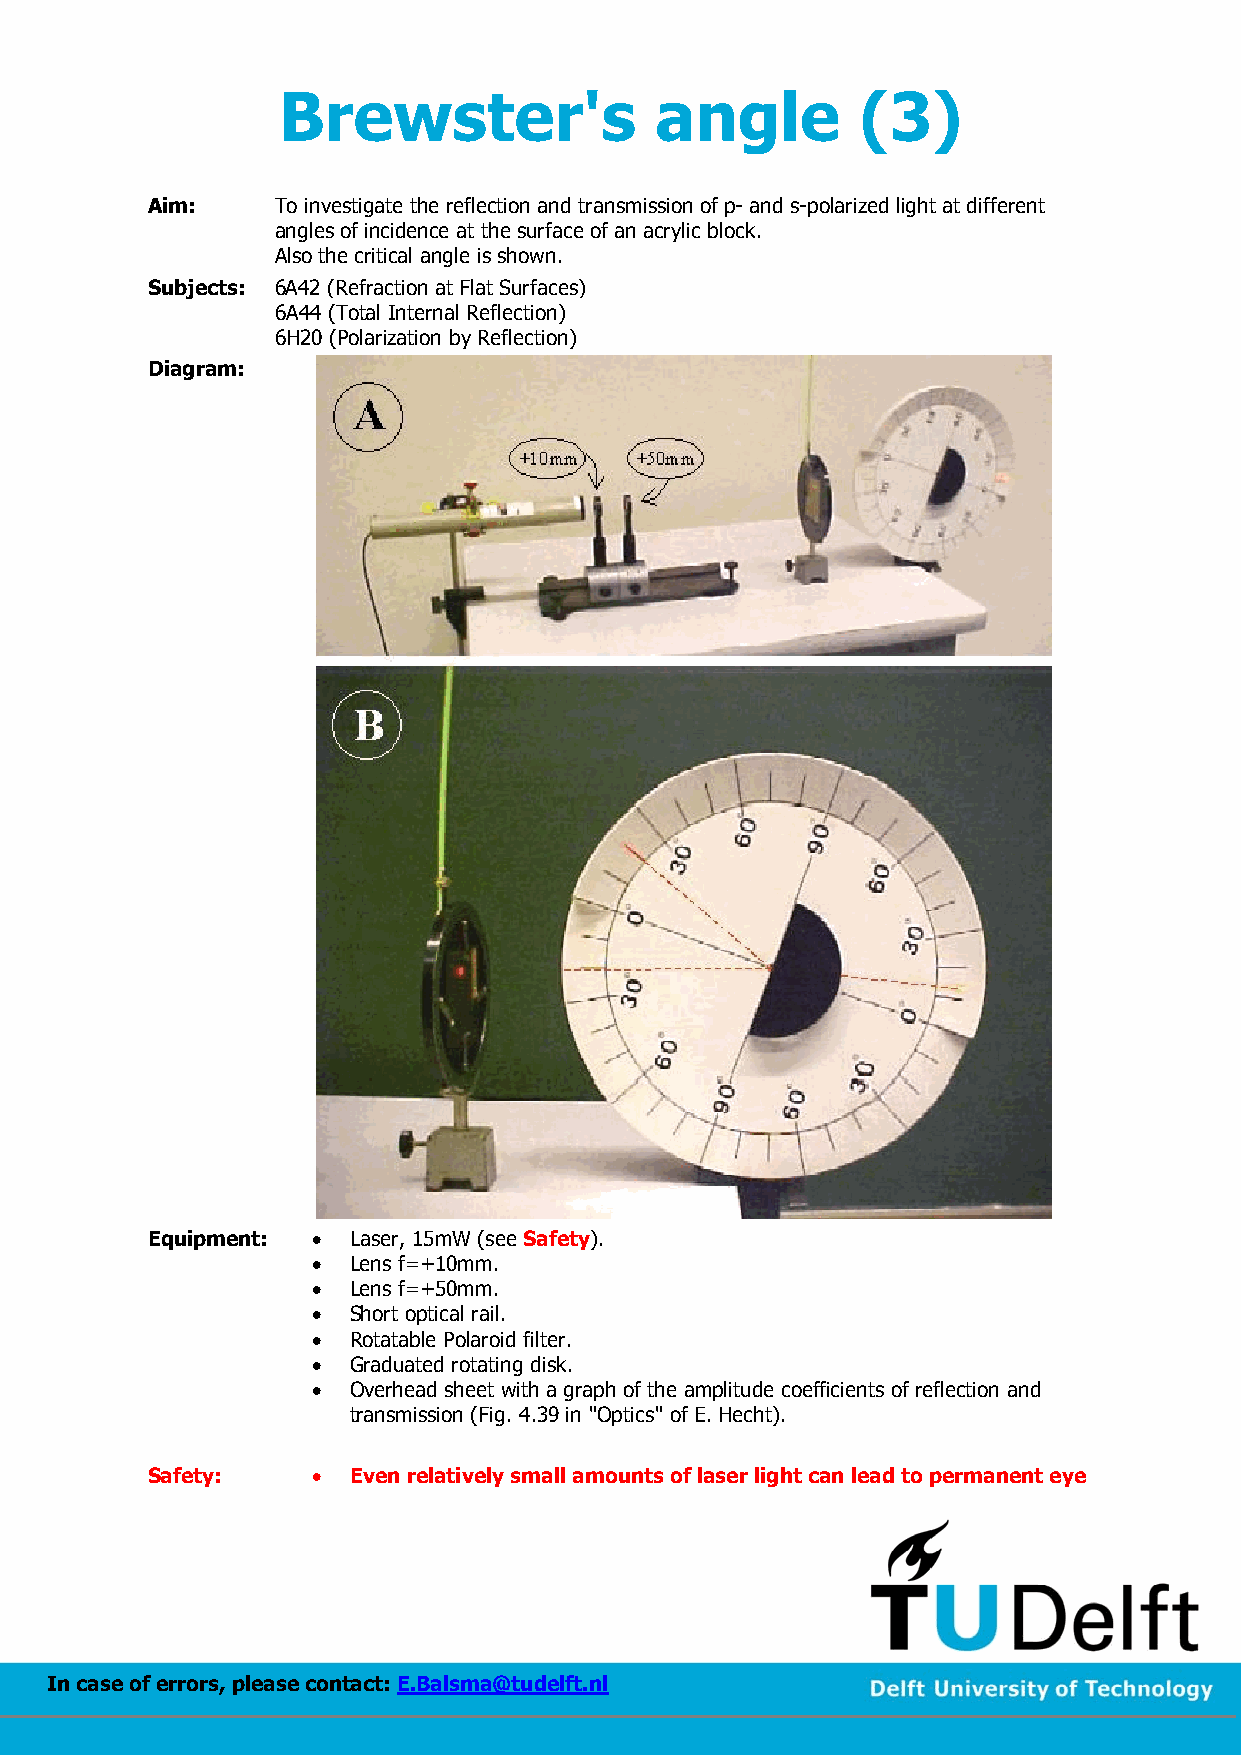 Brewster's angle (3)
Aim: To investigate the reflection and transmission of p- and s-polarized light at different
angles of incidence at the surface of an acrylic block.
Also the critical angle is shown.
Subjects: 6A42 (Refraction at Flat Surfaces)
6A44 (Total Internal Reflection)
6H20 (Polarization by Reflection)
Diagram:
A
+10mm +50mm
B
60° 90°
30° 60°
0° 30°
30° 0°
60° 30°
90° 60°
Equipment: • Laser, 15mW (see Safety).
• Lens f=+10mm.
• Lens f=+50mm.
• Short optical rail.
• Rotatable Polaroid filter.
• Graduated rotating disk.
• Overhead sheet with a graph of the amplitude coefficients of reflection and
transmission (Fig. 4.39 in "Optics" of E. Hecht).
Safety: • Even relatively small amounts of laser light can lead to permanent eye
TUDelft
In case of errors, please contact: E.Balsma@tudelft.nl
Delft University of Technology